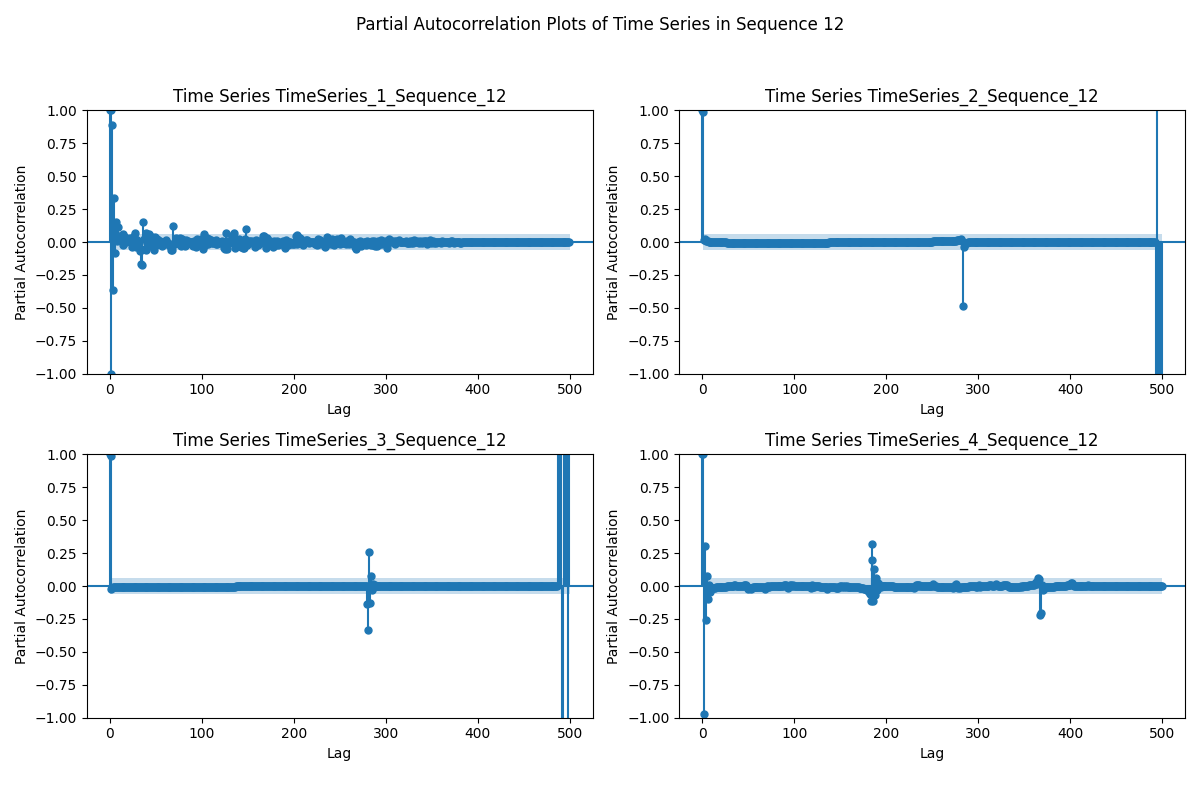 Partial Autocorrelation Plots of Time Series in Sequence 12
Time Series TimeSeries_1_Sequence_12
1.00
0.75
0.50
0.25
0.00
−0.25
−0.50
−0.75
−1.00
Partial Autocorrelation
0 100 200 300 400 500
Lag
Time Series TimeSeries_2_Sequence_12
1.00
0.75
0.50
0.25
0.00
−0.25
−0.50
−0.75
−1.00
Partial Autocorrelation
0 100 200 300 400 500
Lag
Time Series TimeSeries_3_Sequence_12
1.00
0.75
0.50
0.25
0.00
−0.25
−0.50
−0.75
−1.00
Partial Autocorrelation
0 100 200 300 400 500
Lag
Time Series TimeSeries_4_Sequence_12
1.00
0.75
0.50
0.25
0.00
−0.25
−0.50
−0.75
−1.00
Partial Autocorrelation
0 100 200 300 400 500
Lag